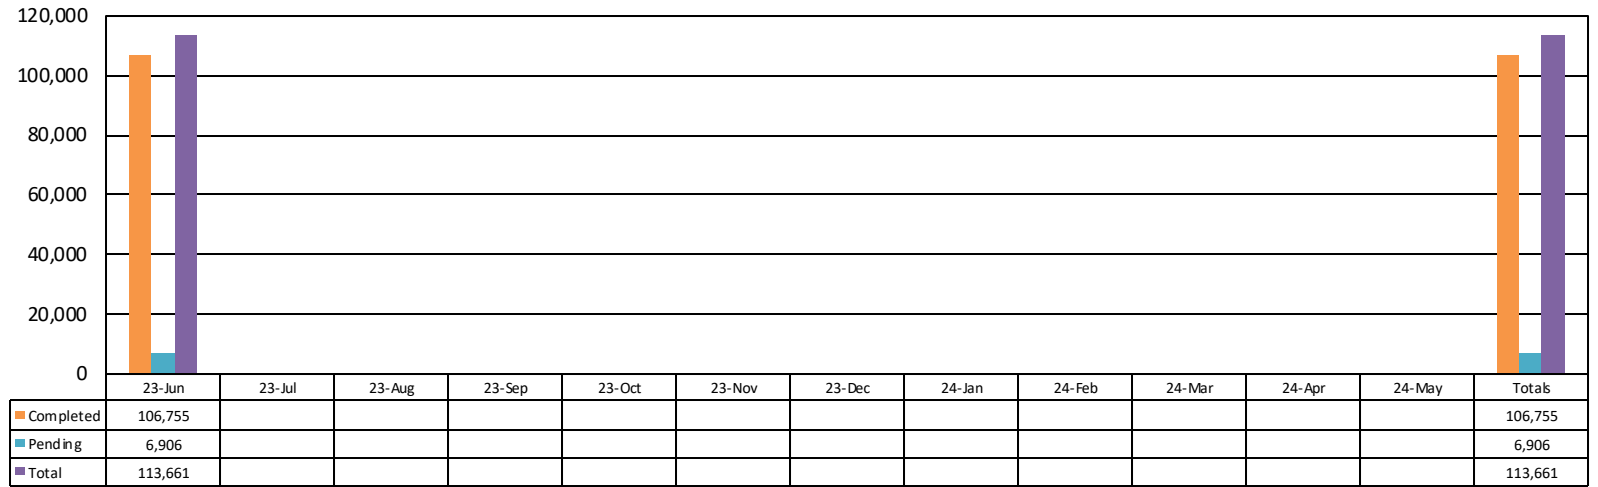 120,000
100,000
80,000
60,000
40,000
20,000
0
23-Jun 23-Jul 23-Aug 23-Sep 23-Oct 23-Nov 23-Dec 24-Jan 24-Feb 24-Mar 24-Apr 24-May Totals
Completed 106,755 106,755
Pending 6,906 6,906
Total 113,661 113,661